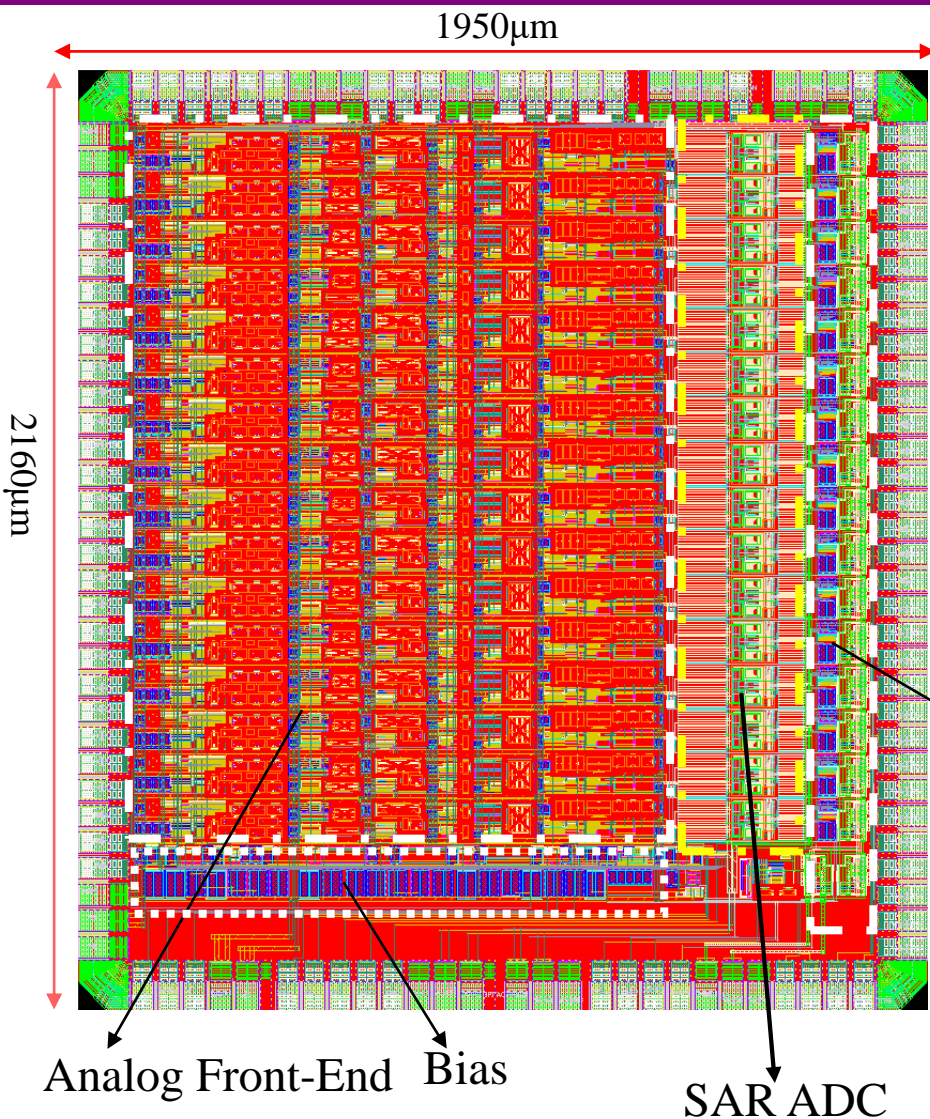 1950μm
2160μm
Analog Front-End
Bias
SAR ADC